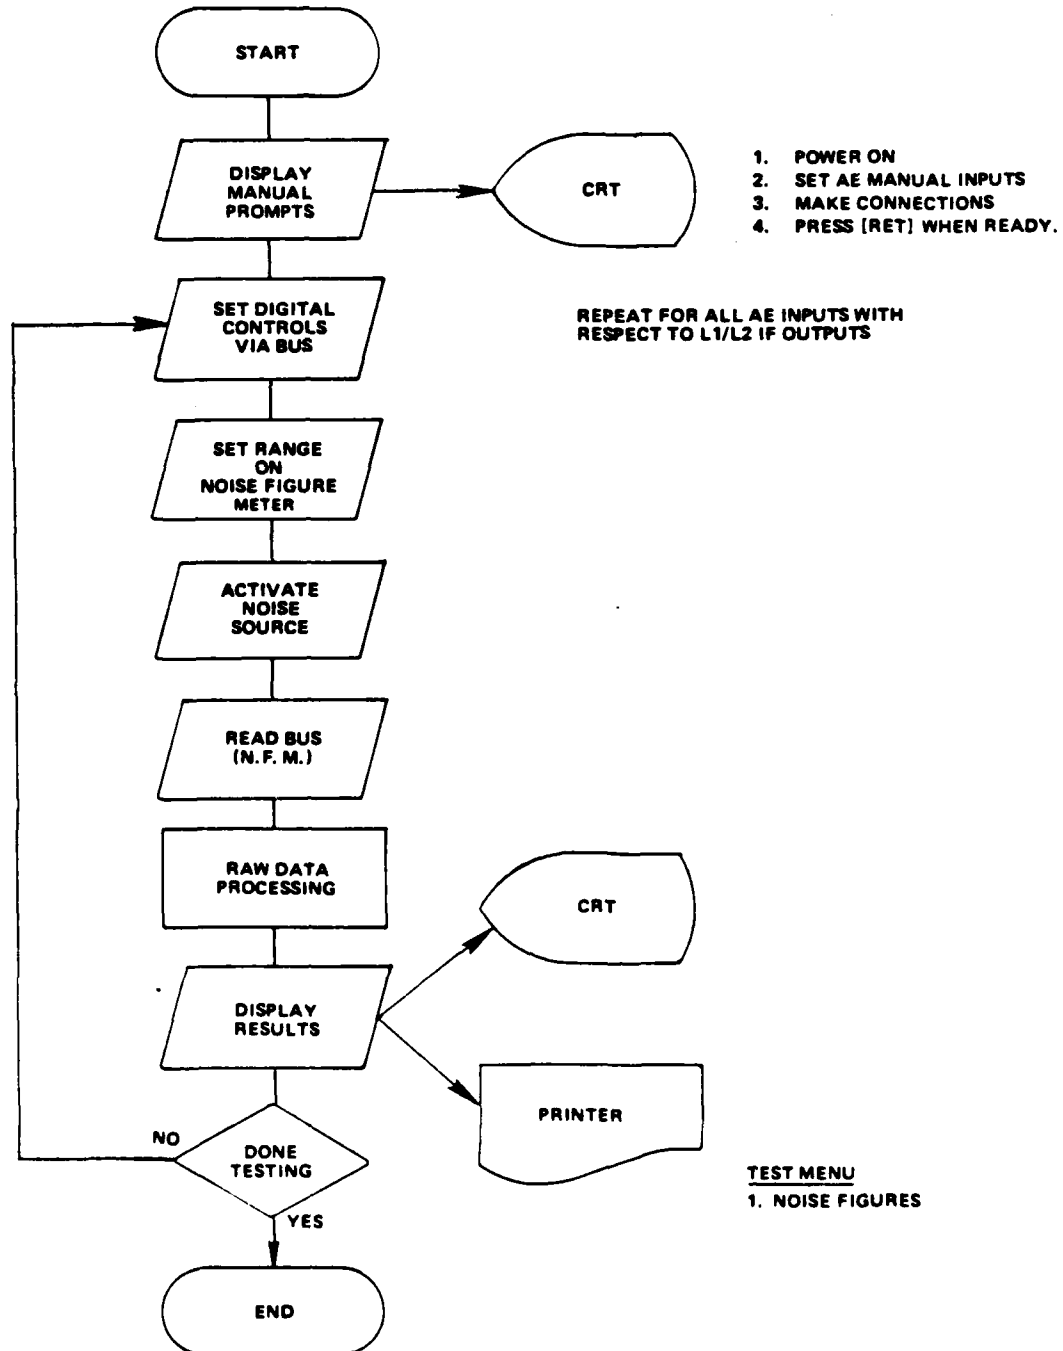 START
DISPLAY
MANUAL
PROMPTS
CRT
1. POWER ON
2. SET AE MANUAL INPUTS
3. MAKE CONNECTIONS
4. PRESS [RET] WHEN READY.
SET DIGITAL
CONTROLS
VIA BUS
REPEAT FOR ALL AE INPUTS WITH
RESPECT TO L1/L2 IF OUTPUTS
SET RANGE
ON
NOISE FIGURE
METER
ACTIVATE
NOISE
SOURCE
READ BUS
(N.F.M.)
RAW DATA
PROCESSING
CRT
DISPLAY
RESULTS
PRINTER
NO
DONE
TESTING
YES
TEST MENU
1. NOISE FIGURES
END